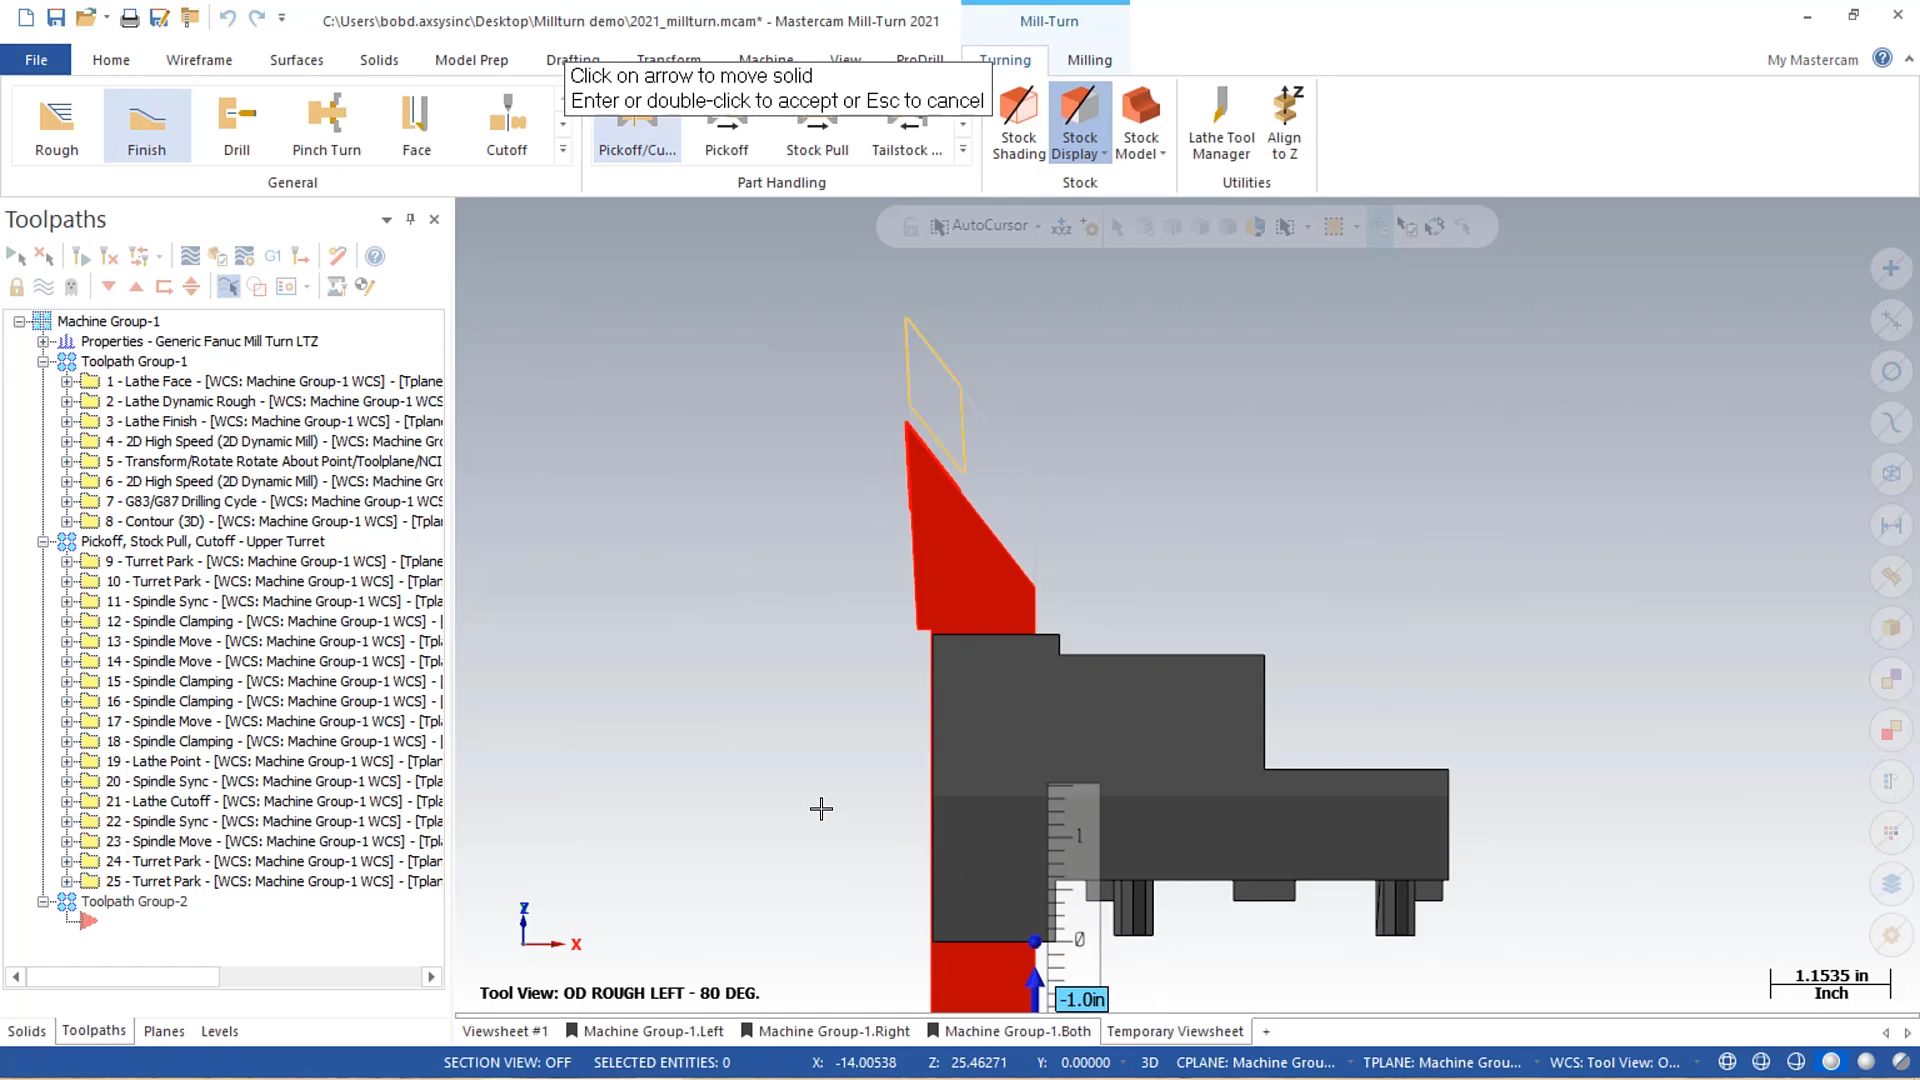 C:\Users\bobd.axsysinc\Desktop\Millturn demo\2021_millturn.mcam* - Mastercam Mill-Turn 2021
Mill-Turn
File
Home
Wireframe
Surfaces
Solids
Model Prep
Drafting
Transform
Machine
View
ProDrill
Turning
Milling
My Mastercam
Click on arrow to move solid
Enter or double-click to accept or Esc to cancel
Rough
Finish
Drill
Pinch Turn
Face
Cutoff
Pickoff/Cu...
Pickoff
Stock Pull
Tailstock ...
Stock Shading
Stock Display
Stock Model
Lathe Tool Manager
Align to Z
General
Part Handling
Stock
Utilities
Toolpaths
AutoCursor
G1
Machine Group-1
Properties - Generic Fanuc Mill Turn LTZ
Toolpath Group-1
1 - Lathe Face - [WCS: Machine Group-1 WCS] - [Tplane
2 - Lathe Dynamic Rough - [WCS: Machine Group-1 WCS
3 - Lathe Finish - [WCS: Machine Group-1 WCS] - [Tplane
4 - 2D High Speed (2D Dynamic Mill) - [WCS: Machine Gro
5 - Transform/Rotate Rotate About Point/Toolplane/NCI
6 - 2D High Speed (2D Dynamic Mill) - [WCS: Machine Gro
7 - G83/G87 Drilling Cycle - [WCS: Machine Group-1 WCS
8 - Contour (3D) - [WCS: Machine Group-1 WCS] - [Tplar
Pickoff, Stock Pull, Cutoff - Upper Turret
9 - Turret Park - [WCS: Machine Group-1 WCS] - [Tplane
10 - Turret Park - [WCS: Machine Group-1 WCS] - [Tplan
11 - Spindle Sync - [WCS: Machine Group-1 WCS] - [Tpla
12 - Spindle Clamping - [WCS: Machine Group-1 WCS] - [
13 - Spindle Move - [WCS: Machine Group-1 WCS] - [Tpl
14 - Spindle Move - [WCS: Machine Group-1 WCS] - [Tpl
15 - Spindle Clamping - [WCS: Machine Group-1 WCS] - [
16 - Spindle Clamping - [WCS: Machine Group-1 WCS] - [
17 - Spindle Move - [WCS: Machine Group-1 WCS] - [Tpl
18 - Spindle Clamping - [WCS: Machine Group-1 WCS] - [
19 - Lathe Point - [WCS: Machine Group-1 WCS] - [Tplan
20 - Spindle Sync - [WCS: Machine Group-1 WCS] - [Tpla
21 - Lathe Cutoff - [WCS: Machine Group-1 WCS] - [Tpla
22 - Spindle Sync - [WCS: Machine Group-1 WCS] - [Tpla
23 - Spindle Move - [WCS: Machine Group-1 WCS] - [Tpl
24 - Turret Park - [WCS: Machine Group-1 WCS] - [Tplan
25 - Turret Park - [WCS: Machine Group-1 WCS] - [Tplan
Toolpath Group-2
1
0
-1.0in
Z
X
Tool View: OD ROUGH LEFT - 80 DEG.
1.1535 in
Inch
Solids
Toolpaths
Planes
Levels
Viewsheet #1
Machine Group-1.Left
Machine Group-1.Right
Machine Group-1.Both
Temporary Viewsheet
+
SECTION VIEW: OFF
SELECTED ENTITIES: 0
X: -14.00538
Z: 25.46271
Y: 0.00000
3D
CPLANE: Machine Grou...
TPLANE: Machine Grou...
WCS: Tool View: O...